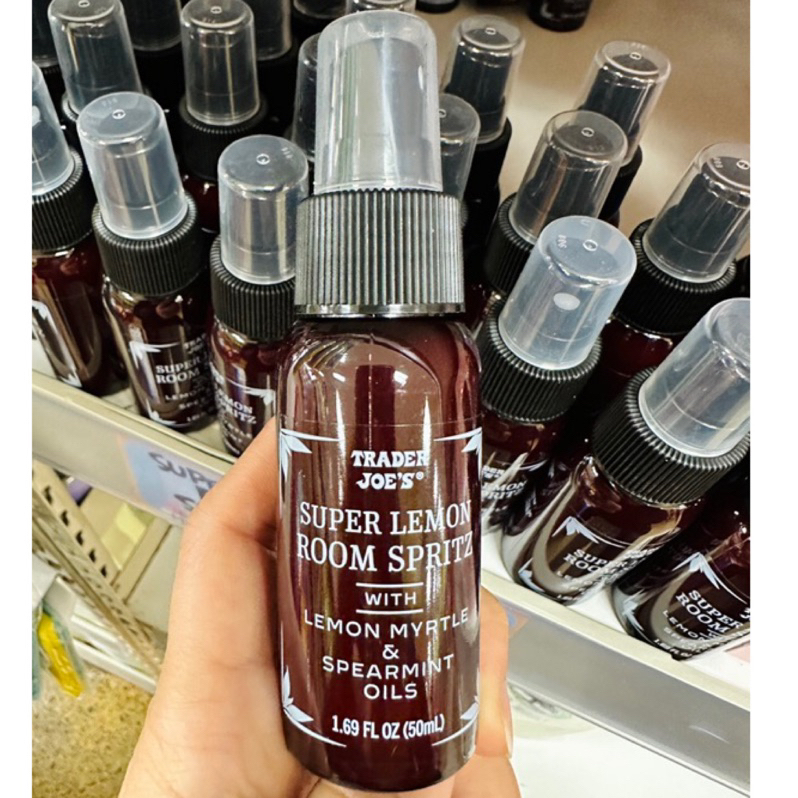 TRADER
JOE'S®
SUPER LEMON
ROOM SPRITZ
WITH
LEMON MYRTLE
&
SPEARMINT
OILS
1.69 FL OZ (50mL)